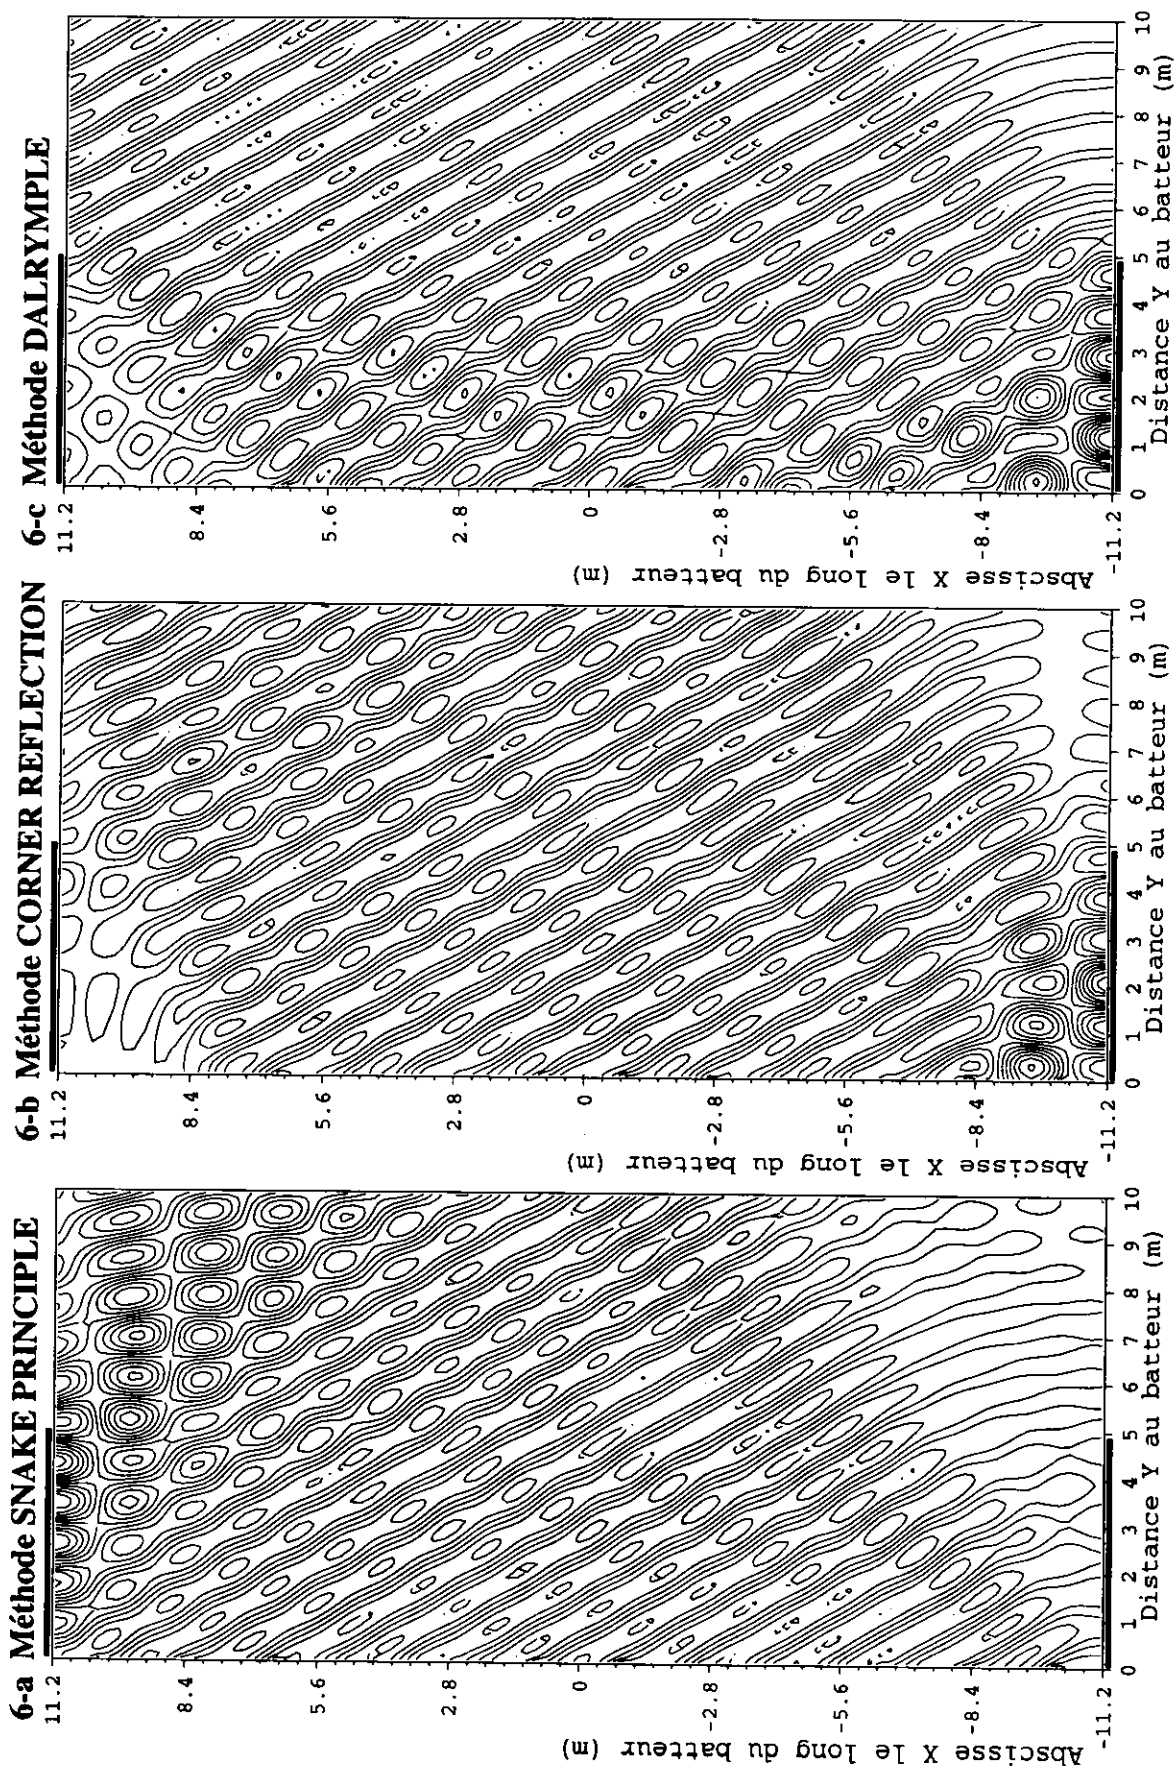 6-a Méthode SNAKE PRINCIPLE
11.2
8.4
5.6
2.8
0
-2.8
-5.6
-8.4
-11.2
Abscisse X le long du batteur (m)
0 1 2 3 4 5 6 7 8 9 10
Distance Y au batteur (m)
6-b Méthode CORNER REFLECTION
11.2
8.4
5.6
2.8
0
-2.8
-5.6
-8.4
-11.2
Abscisse X le long du batteur (m)
0 1 2 3 4 5 6 7 8 9 10
Distance Y au batteur (m)
6-c Méthode DALRYMPLE
11.2
8.4
5.6
2.8
0
-2.8
-5.6
-8.4
-11.2
Abscisse X le long du batteur (m)
0 1 2 3 4 5 6 7 8 9 10
Distance Y au batteur (m)